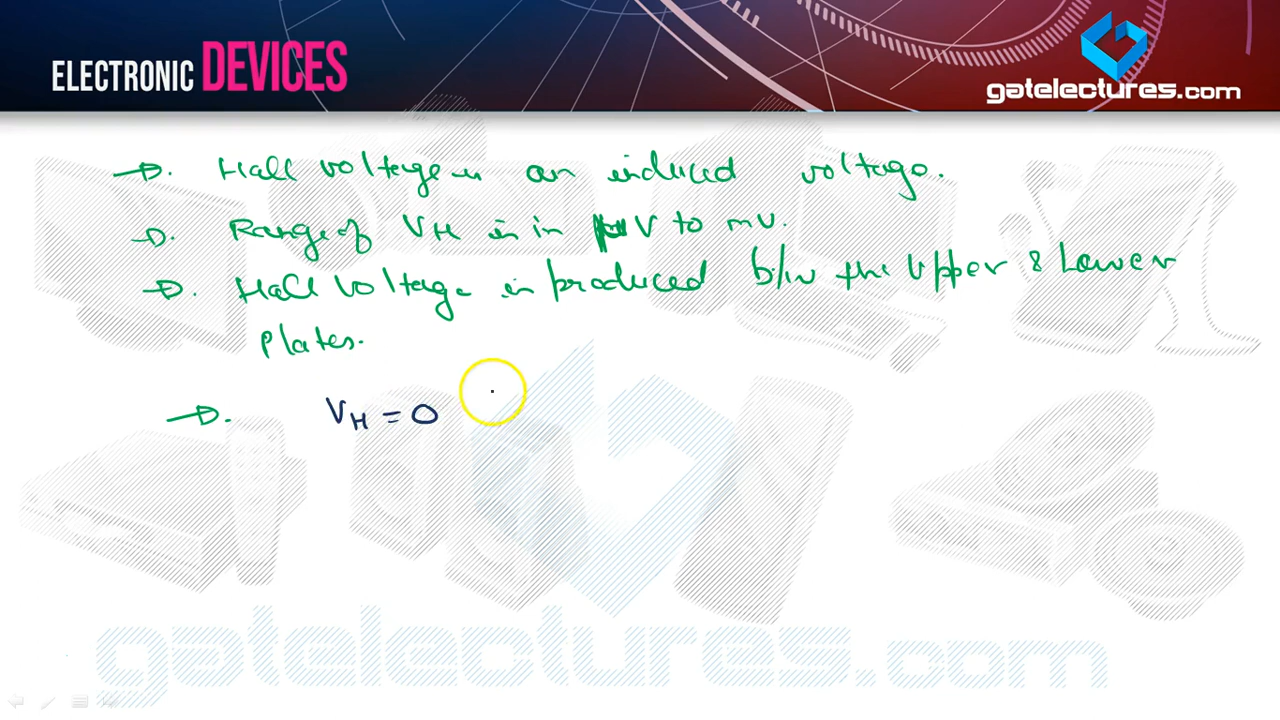 ELECTRONIC DEVICES
gatelectures.com
Hall voltage is an induced voltage.
Range of VH is in μV to mV.
Hall voltage is produced b/w the Upper & Lower
Plates.
VH = 0
gatelectures.com